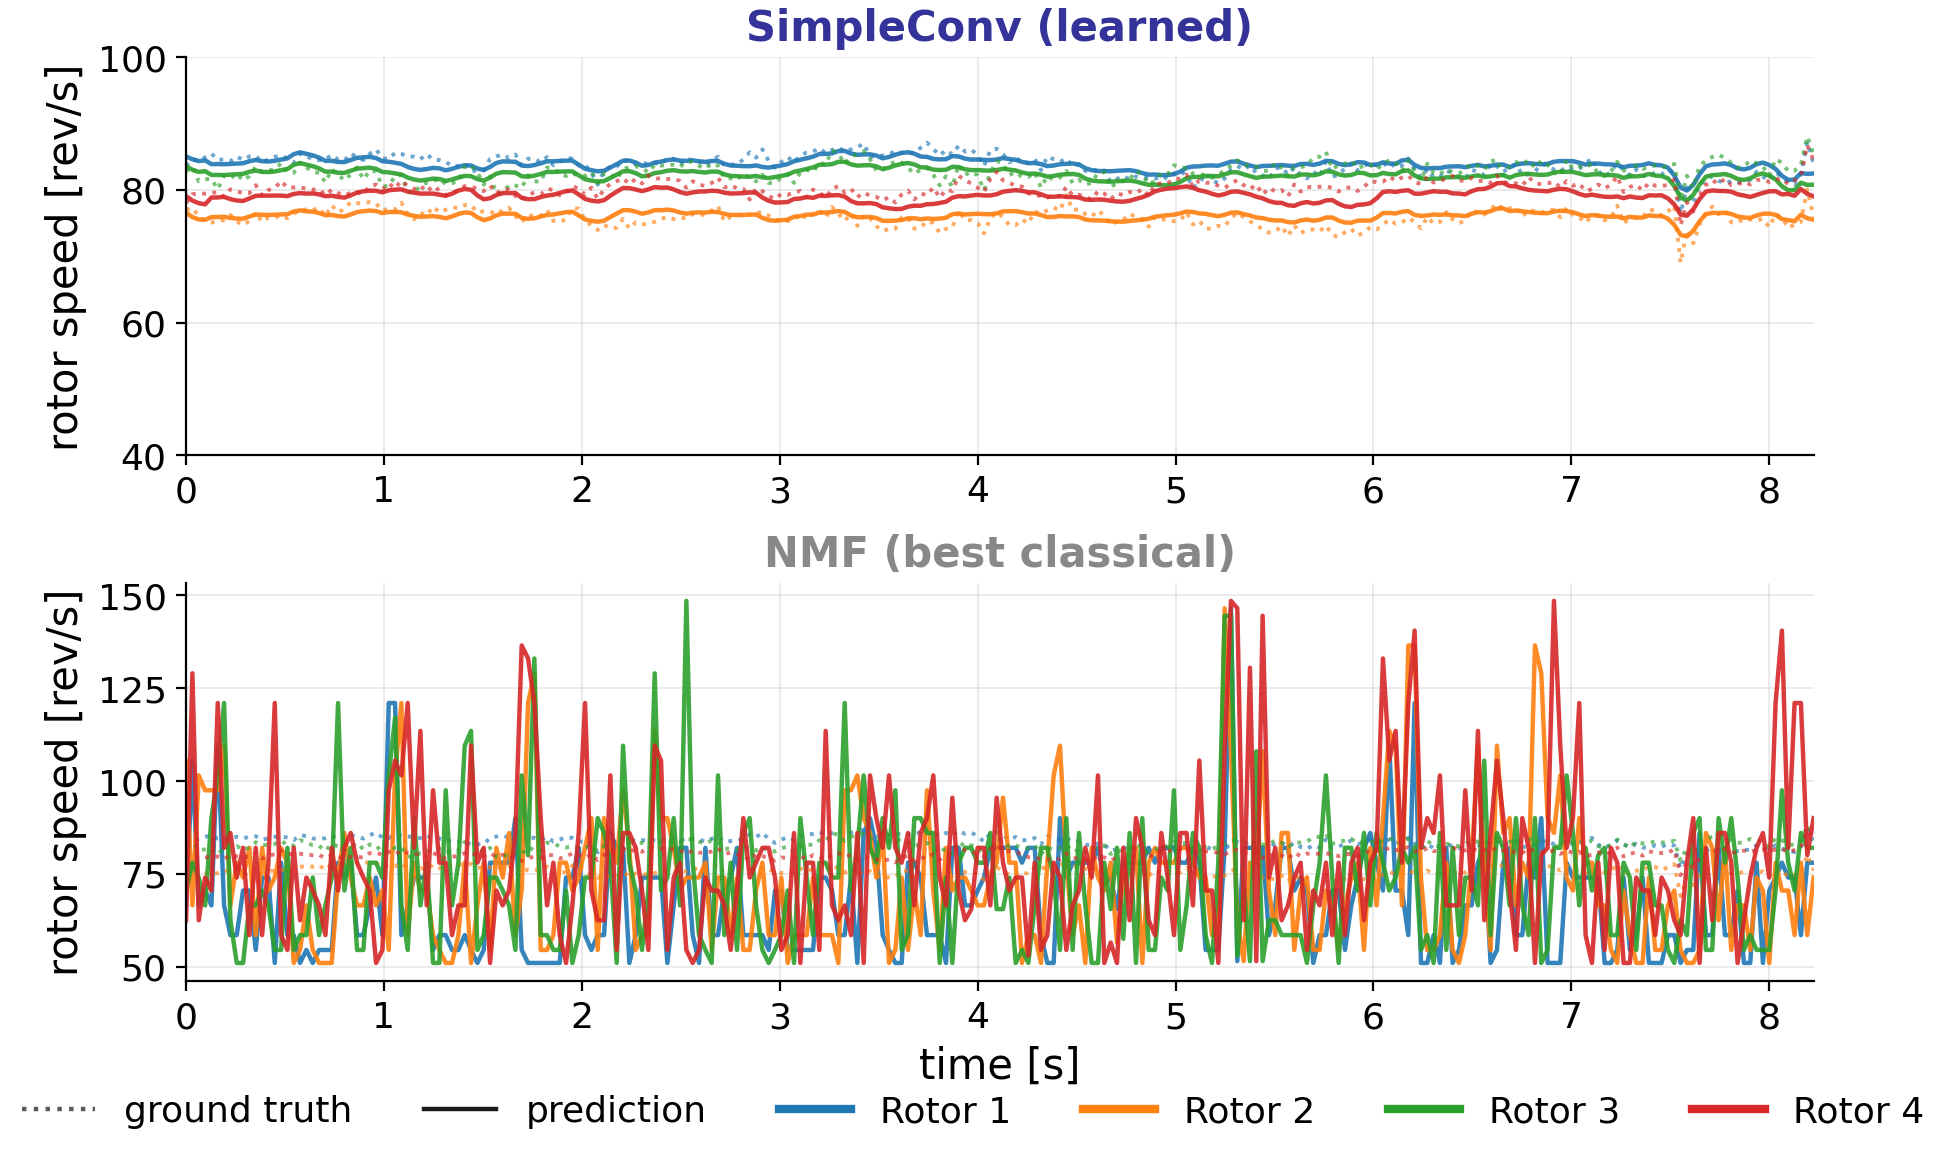 SimpleConv (learned)
rotor speed [rev/s]
100
80
60
40
0 1 2 3 4 5 6 7 8
NMF (best classical)
rotor speed [rev/s]
150
125
100
75
50
0 1 2 3 4 5 6 7 8
time [s]
ground truth prediction Rotor 1 Rotor 2 Rotor 3 Rotor 4